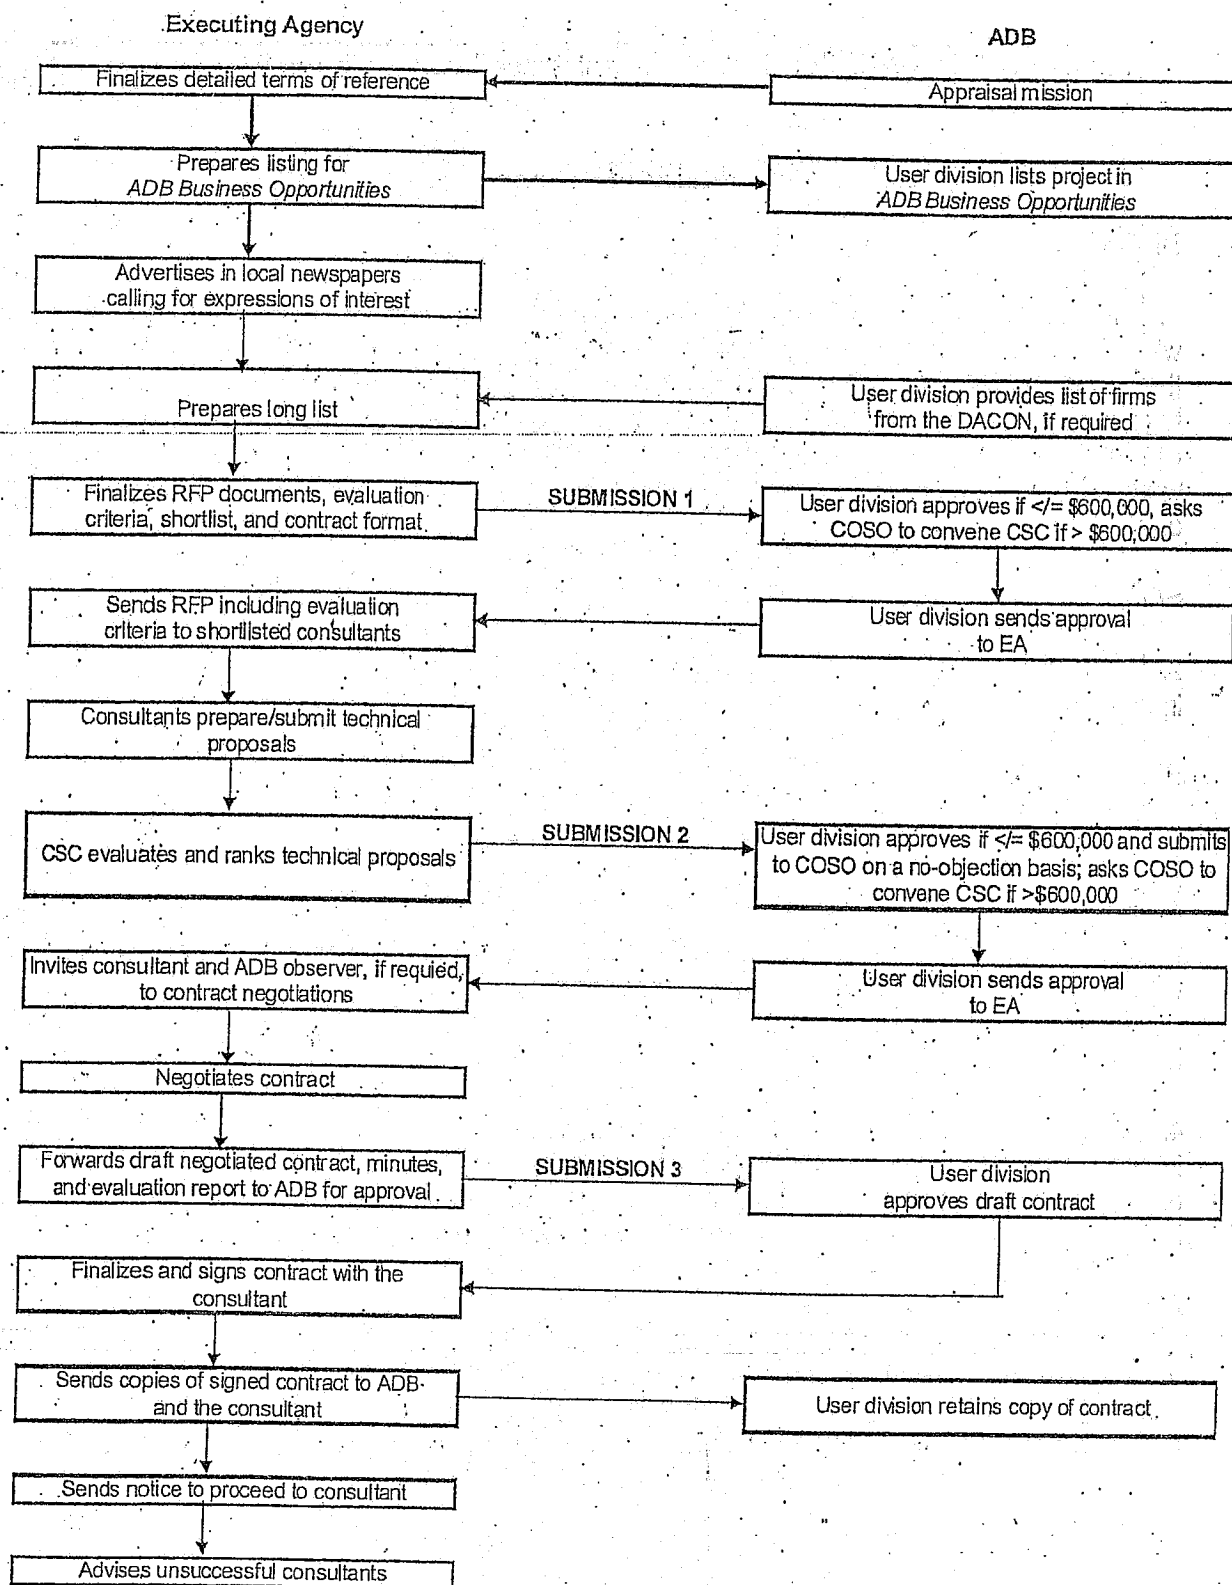 Executing Agency
ADB
Finalizes detailed terms of reference
Appraisal mission
Prepares listing for
ADB Business Opportunities
User division lists project in
ADB Business Opportunities
Advertises in local newspapers
calling for expressions of interest
Prepares long list
User division provides list of firms
from the DACON, if required
Finalizes RFP documents, evaluation
criteria, shortlist, and contract format
SUBMISSION 1
User division approves if </= $600,000, asks
COSO to convene CSC if > $600,000
Sends RFP including evaluation
criteria to shortlisted consultants
User division sends approval
to EA
Consultants prepare/submit technical
proposals
CSC evaluates and ranks technical proposals
SUBMISSION 2
User division approves if </= $600,000 and submits
to COSO on a no-objection basis; asks COSO to
convene CSC if >$600,000
Invites consultant and ADB observer, if requied,
to contract negotiations
User division sends approval
to EA
Negotiates contract
Forwards draft negotiated contract, minutes,
and evaluation report to ADB for approval
SUBMISSION 3
User division
approves draft contract
Finalizes and signs contract with the
consultant
Sends copies of signed contract to ADB
and the consultant
User division retains copy of contract
Sends notice to proceed to consultant
Advises unsuccessful consultants